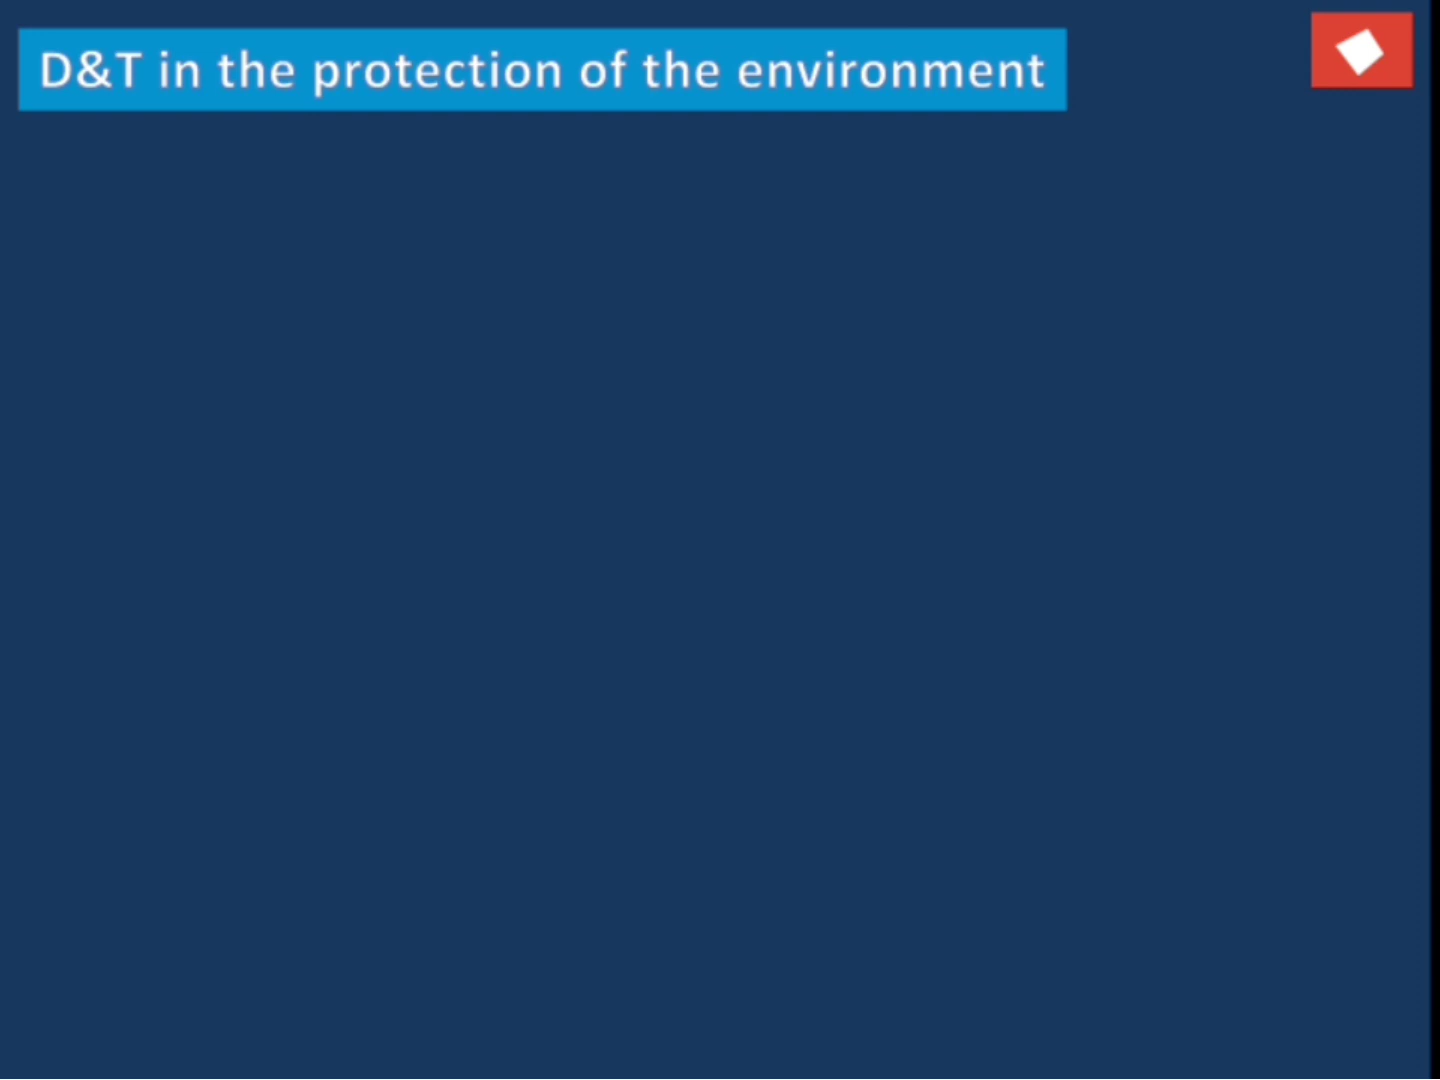 D&T in the protection of the environment